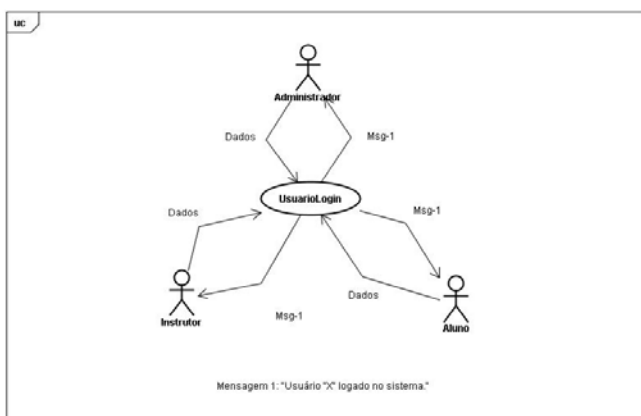 uc
Administrador
Dados
Msg-1
UsuarioLogin
Dados
Msg-1
Instrutor
Msg-1
Dados
Aluno
Mensagem 1: "Usuário "X" logado no sistema."